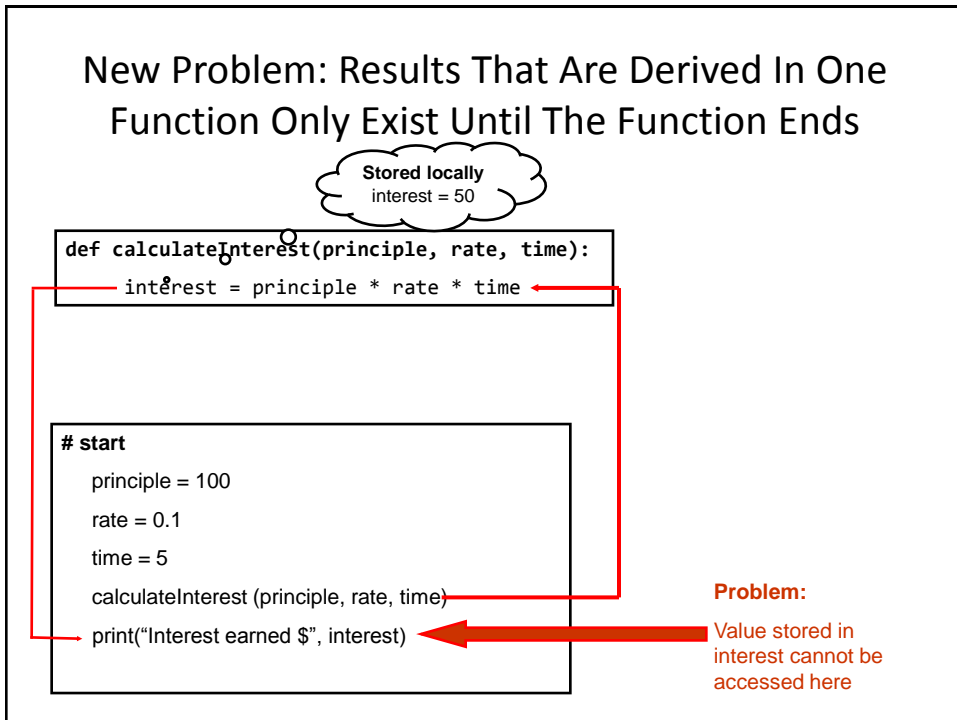 New Problem: Results That Are Derived In One
Function Only Exist Until The Function Ends
Stored locally
interest = 50
def calculateInterest(principle, rate, time):
interest = principle * rate * time
# start
principle = 100
rate = 0.1
time = 5
calculateInterest (principle, rate, time)
print(“Interest earned $”, interest)
Problem:
Value stored in
interest cannot be
accessed here